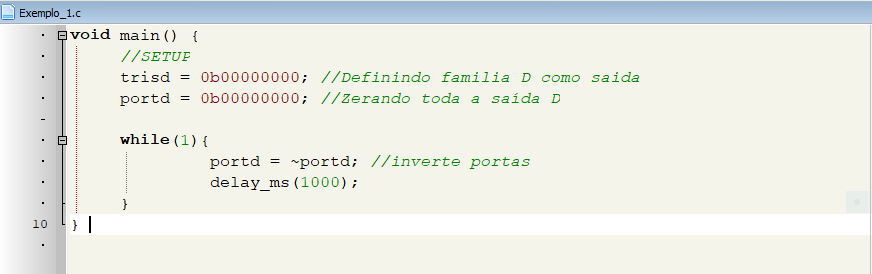 Exemplo_1.c
void main() {
//SETUP
trisd = 0b00000000; //Definindo familia D como saida
portd = 0b00000000; //Zerando toda a saída D
while(1){
portd = ~portd; //inverte portas
delay_ms(1000);
}
10 }